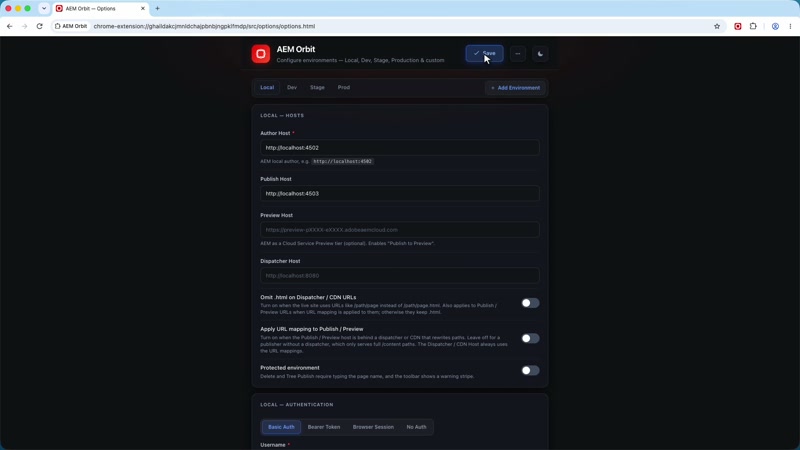 AEM Orbit — Options
AEM Orbit
chrome-extension://ghaildakcjmnldchajpbnbjngpklfmdp/src/options/options.html
AEM Orbit
Configure environments — Local, Dev, Stage, Production & custom
Save
Local
Dev
Stage
Prod
+ Add Environment
LOCAL — HOSTS
Author Host *
http://localhost:4502
AEM local author, e.g. http://localhost:4502
Publish Host
http://localhost:4503
Preview Host
https://preview-pXXXX-eXXXX.adobeaemcloud.com
AEM as a Cloud Service Preview tier (optional). Enables "Publish to Preview".
Dispatcher Host
http://localhost:8080
Omit .html on Dispatcher / CDN URLs
Turn on when the live site uses URLs like /path/page instead of /path/page.html. Also applies to Publish /
Preview URLs when URL mapping is applied to them; otherwise they keep .html.
Apply URL mapping to Publish / Preview
Turn on when the Publish / Preview host is behind a dispatcher or CDN that rewrites paths. Leave off for a
publisher without a dispatcher, which only serves full /content paths. The Dispatcher / CDN Host always uses
the URL mappings.
Protected environment
Delete and Tree Publish require typing the page name, and the toolbar shows a warning stripe.
LOCAL — AUTHENTICATION
Basic Auth
Bearer Token
Browser Session
No Auth
Username *